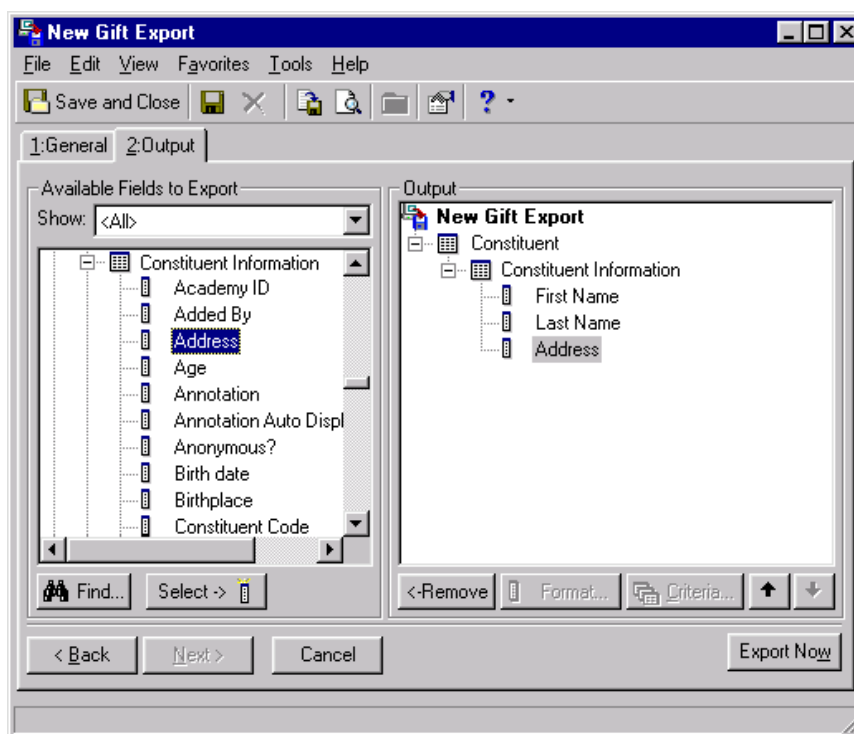 New Gift Export
File Edit View Favorites Tools Help
Save and Close ?
1:General 2:Output
Available Fields to Export
Show: <All>
Constituent Information
Academy ID
Added By
Address
Age
Annotation
Annotation Auto Displ
Anonymous?
Birth date
Birthplace
Constituent Code
Find... Select ->
Output
New Gift Export
Constituent
Constituent Information
First Name
Last Name
Address
<-Remove Format... Criteria...
< Back Next > Cancel Export Now